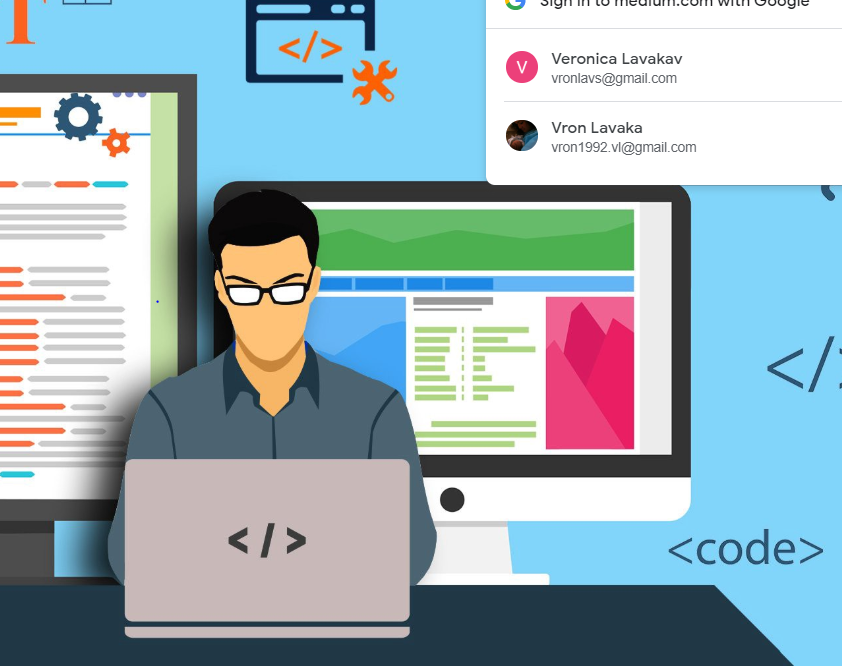 Sign in to medium.com with Google
</>
V
Veronica Lavakav
vronlavs@gmail.com
Vron Lavaka
vron1992.vl@gmail.com
</>
<code>